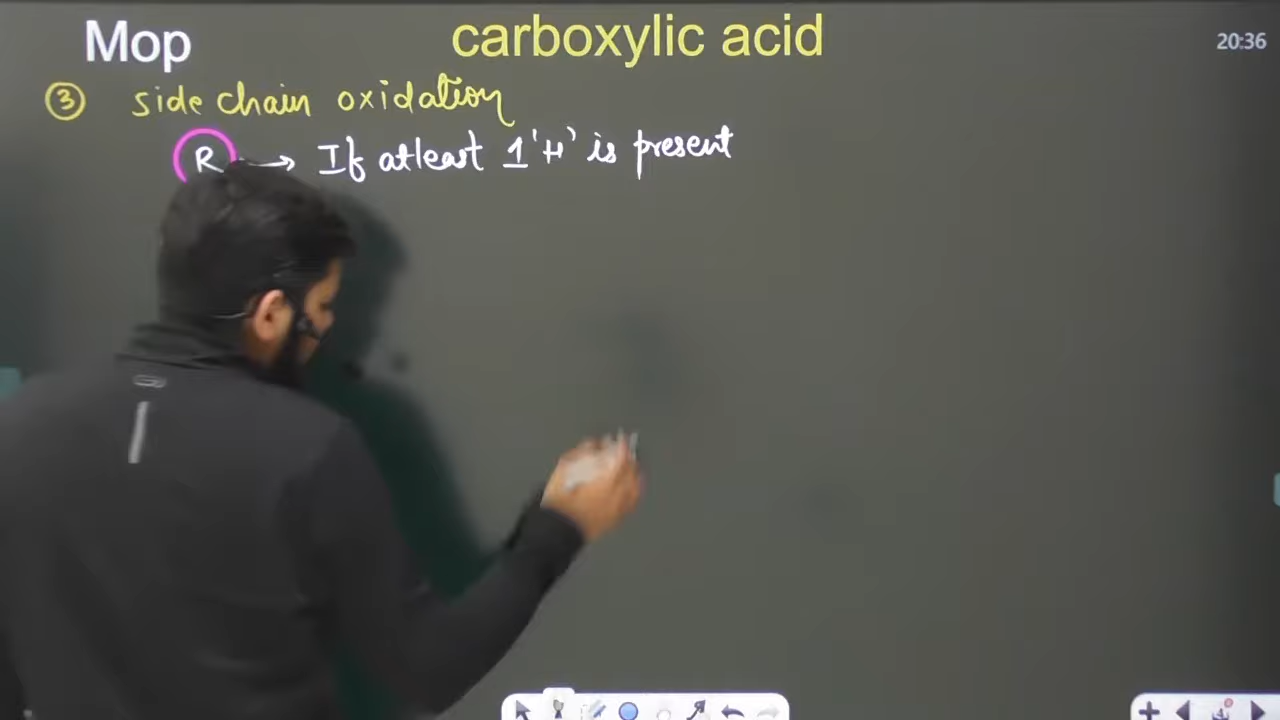 Mop carboxylic acid 20:36
3 side chain oxidation
R → If atleast 1 'H' is present